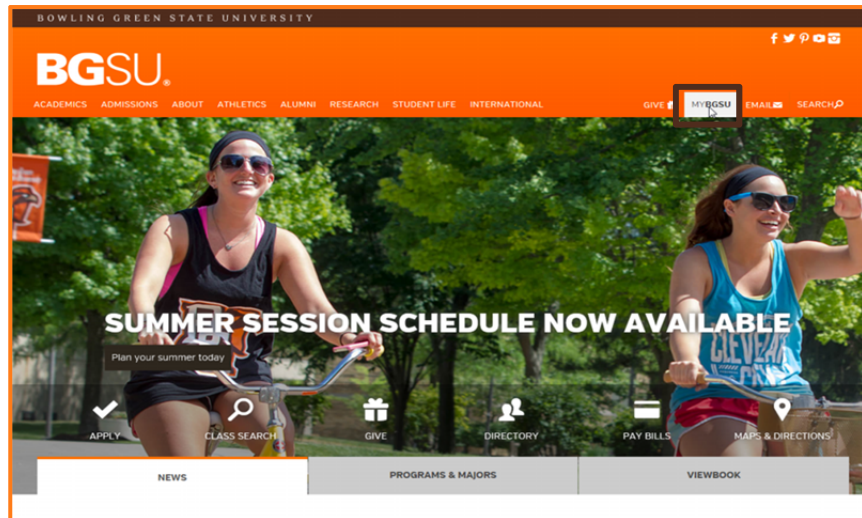 BOWLING GREEN STATE UNIVERSITY
BGSU®
ACADEMICS ADMISSIONS ABOUT ATHLETICS ALUMNI RESEARCH STUDENT LIFE INTERNATIONAL GIVE MYBGSU EMAIL SEARCH
SUMMER SESSION SCHEDULE NOW AVAILABLE
Plan your summer today
APPLY CLASS SEARCH GIVE DIRECTORY PAY BILLS MAPS & DIRECTIONS
NEWS PROGRAMS & MAJORS VIEWBOOK